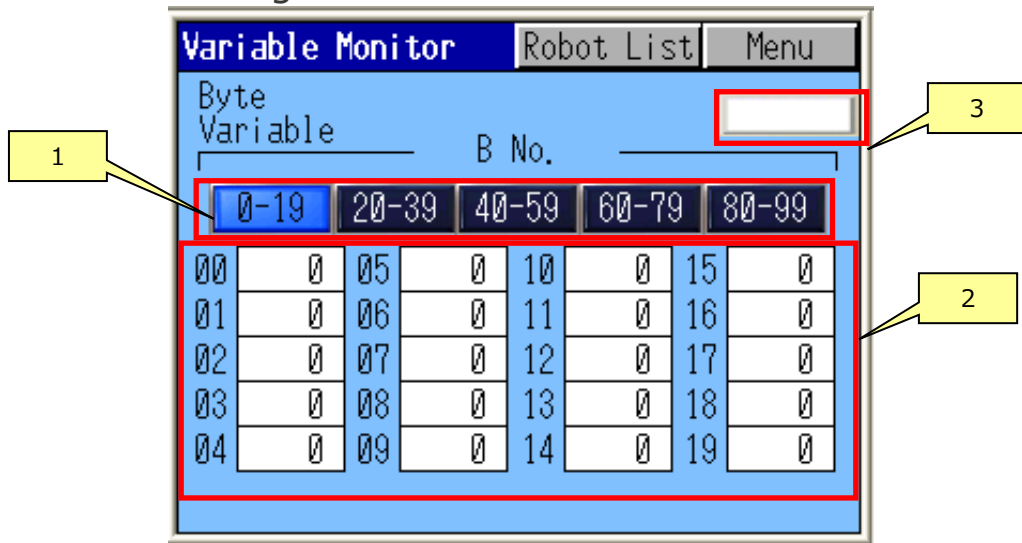 Variable Monitor Robot List Menu
Byte
Variable
B No.
0-19 20-39 40-59 60-79 80-99
00 0 05 0 10 0 15 0
01 0 06 0 11 0 16 0
02 0 07 0 12 0 17 0
03 0 08 0 13 0 18 0
04 0 09 0 14 0 19 0
1
2
3